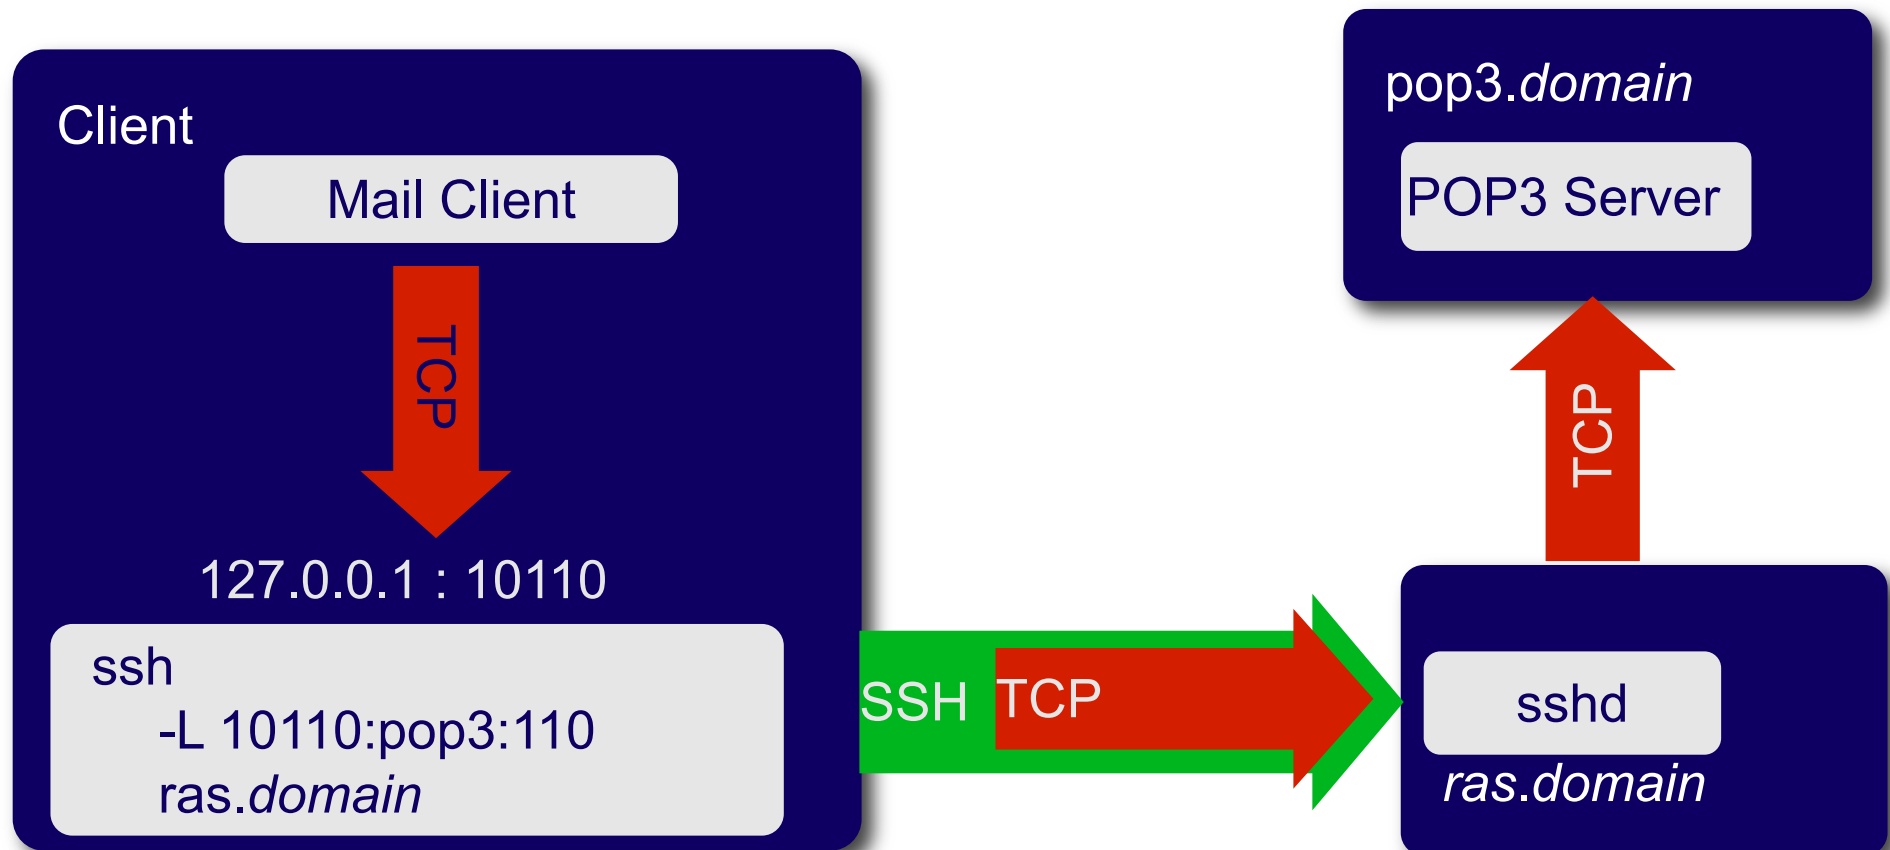 Client
Mail Client
TCP
127.0.0.1 : 10110
ssh
-L 10110:pop3:110
ras.domain
SSH TCP
pop3.domain
POP3 Server
TCP
sshd
ras.domain